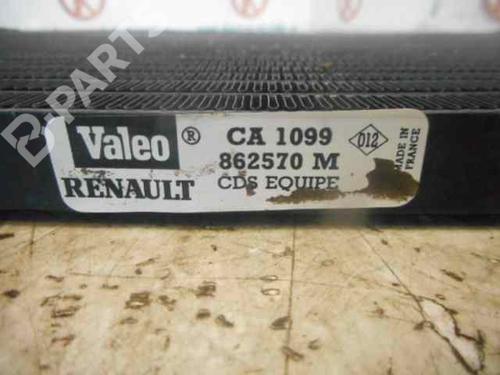 Valeo ® CA 1099
862570 M
RENAULT CDS EQUIPE
D12
MADE IN
FRANCE
B-PARTS